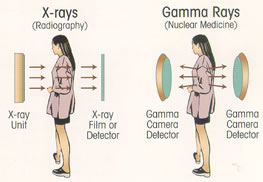 X-rays
(Radiography)
X-ray
Unit
X-ray
Film or
Detector
Gamma Rays
(Nuclear Medicine)
Gamma
Camera
Detector
Gamma
Camera
Detector